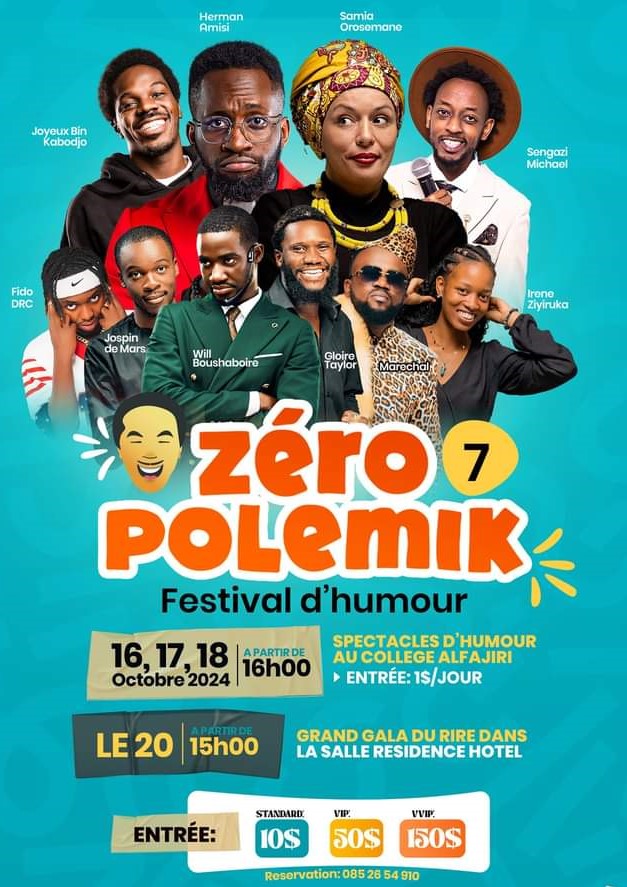 Herman
Amisi
Samia
Orosemane
Joyeux Bin
Kabodjo
Sengazi
Michael
Fido
DRC
Jospin
de Mars
Will
Boushaboire
Gloire
Taylor
Marechal
Irene
Ziyiruka
zéro
7
POLemIK
Festival d'humour
16, 17, 18
Octobre 2024
A PARTIR DE
16h00
SPECTACLES D'HUMOUR
AU COLLEGE ALFAJIRI
ENTRÉE: 1$/JOUR
LE 20
A PARTIR DE
15h00
GRAND GALA DU RIRE DANS
LA SALLE RESIDENCE HOTEL
ENTRÉE:
STANDARD:
10$
VIP:
50$
VVIP:
150$
Reservation: 085 26 54 910